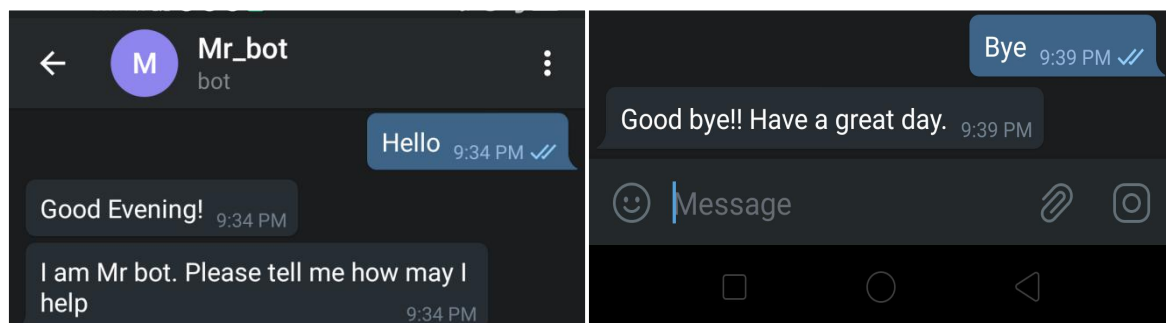 M
Mr_bot
bot
Hello 9:34 PM
Good Evening! 9:34 PM
I am Mr bot. Please tell me how may I
help 9:34 PM
Bye 9:39 PM
Good bye!! Have a great day. 9:39 PM
Message